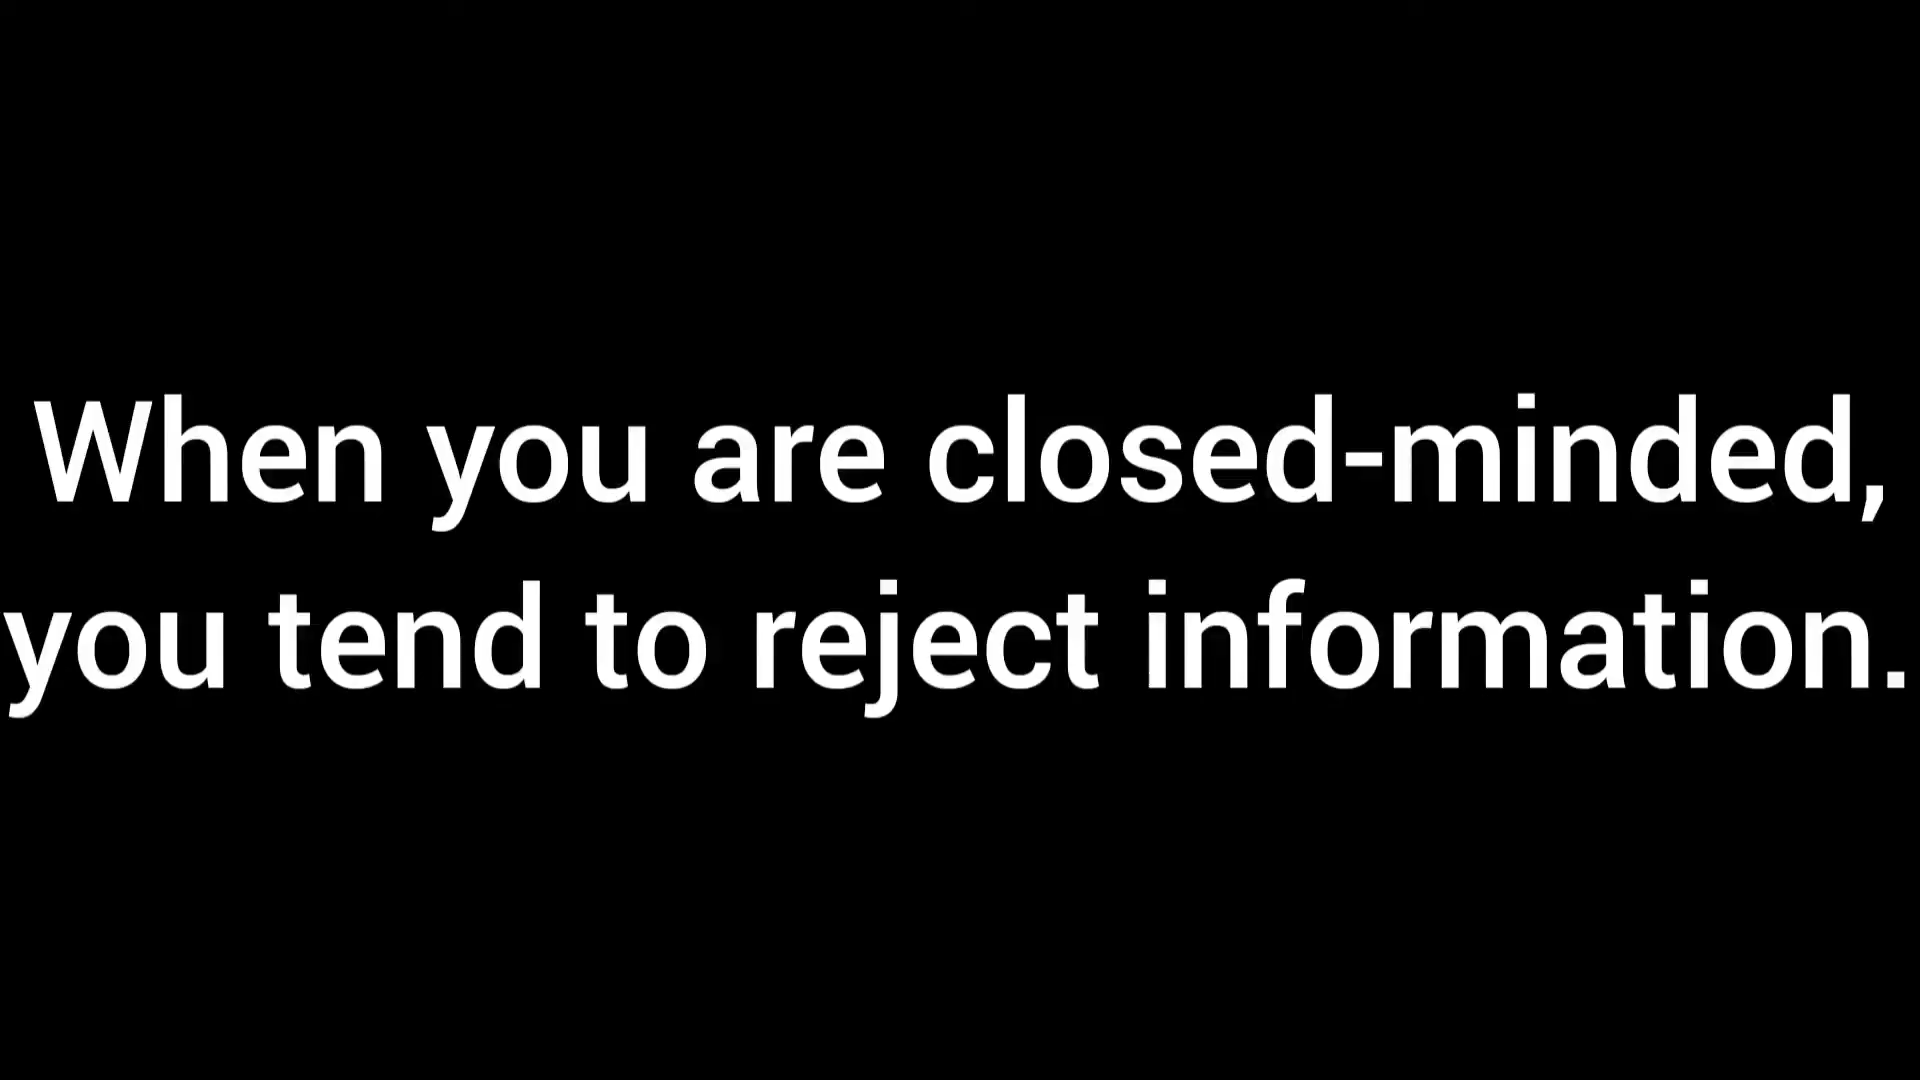 When you are closed-minded,
you tend to reject information.